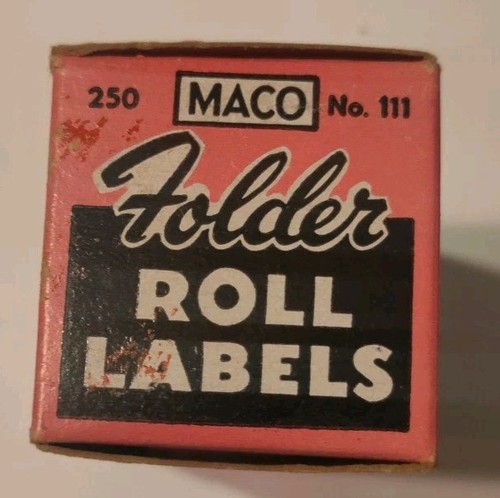 250 MACO No. 111
Folder
ROLL
LABELS